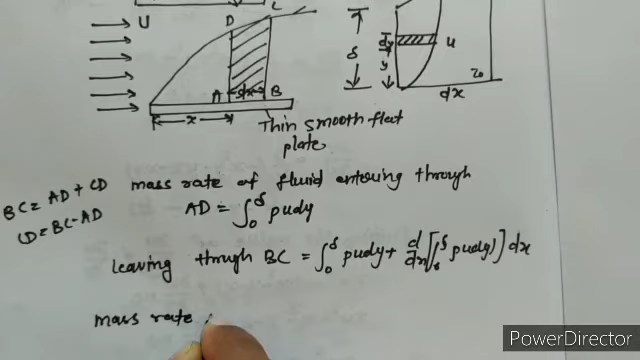 U
D
C
A dx B
x
Thin smooth flat
plate
δ
dy
y
u
τ₀
dx
BC = AD + CD
CD = BC - AD
mass rate of fluid entering through
AD = ∫₀^δ ρudy
leaving through BC = ∫₀^δ ρudy + d/dx [∫₀^δ ρudy)] dx
mass rate
PowerDirector